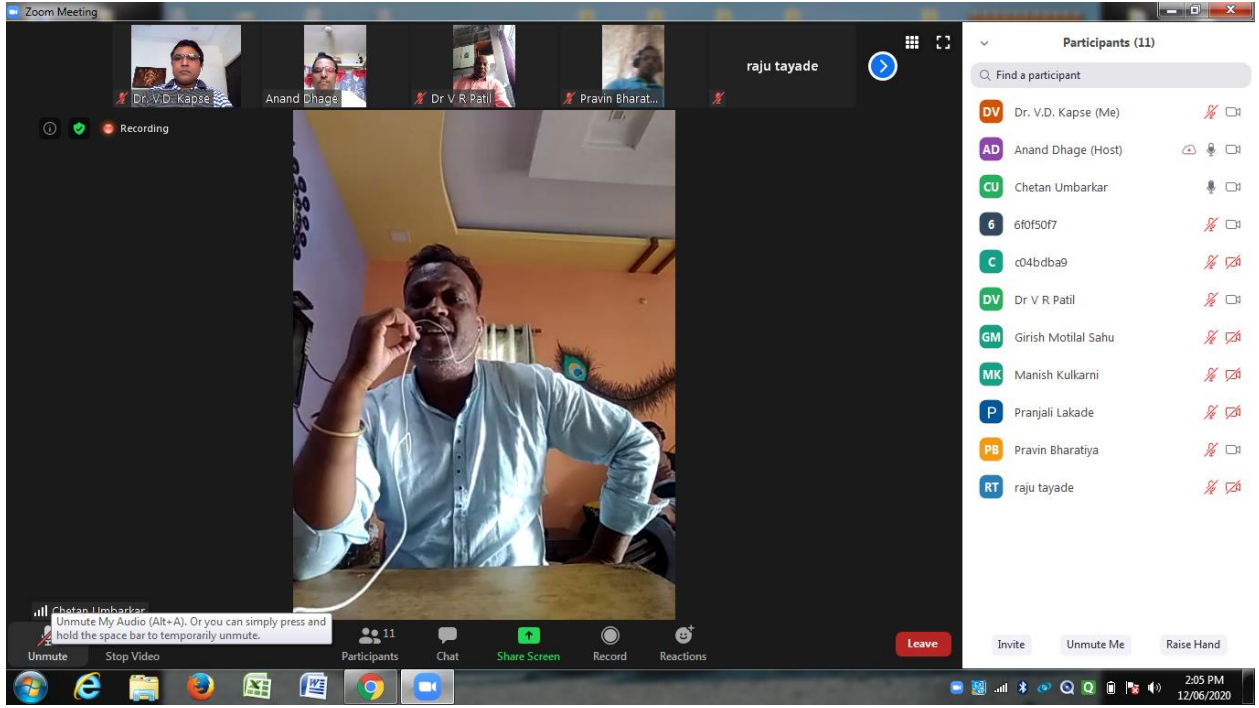 Zoom Meeting
Dr. V.D. Kapse
Anand Dhage
Dr V R Patil
Pravin Bharat...
raju tayade
Recording
Chetan Umbarkar
Unmute My Audio (Alt+A). Or you can simply press and
hold the space bar to temporarily unmute.
Unmute
Stop Video
11
Participants
Chat
Share Screen
Record
Reactions
Leave
Participants (11)
Find a participant
DV Dr. V.D. Kapse (Me)
AD Anand Dhage (Host)
CU Chetan Umbarkar
6 6f0f50f7
C c04bdba9
DV Dr V R Patil
GM Girish Motilal Sahu
MK Manish Kulkarni
P Pranjali Lakade
PB Pravin Bharatiya
RT raju tayade
Invite
Unmute Me
Raise Hand
2:05 PM
12/06/2020